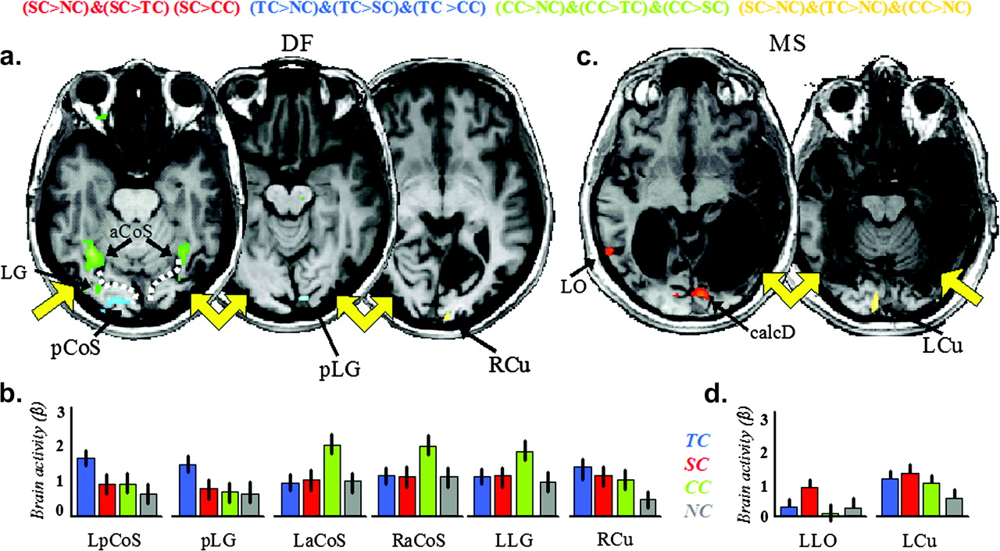 (SC>NC)&(SC>TC) (SC>CC) (TC>NC)&(TC>SC)&(TC >CC) (CC>NC)&(CC>TC)&(CC>SC) (SC>NC)&(TC>NC)&(CC>NC)
a. DF c. MS
aCoS
LG
LO
pCoS
pLG
RCu
calcD
LCu
b. d.
Brain activity (β)
3
2
1
0
LpCoS pLG LaCoS RaCoS LLG RCu
TC
SC
CC
NC
Brain activity (β)
3
2
1
0
LLO LCu